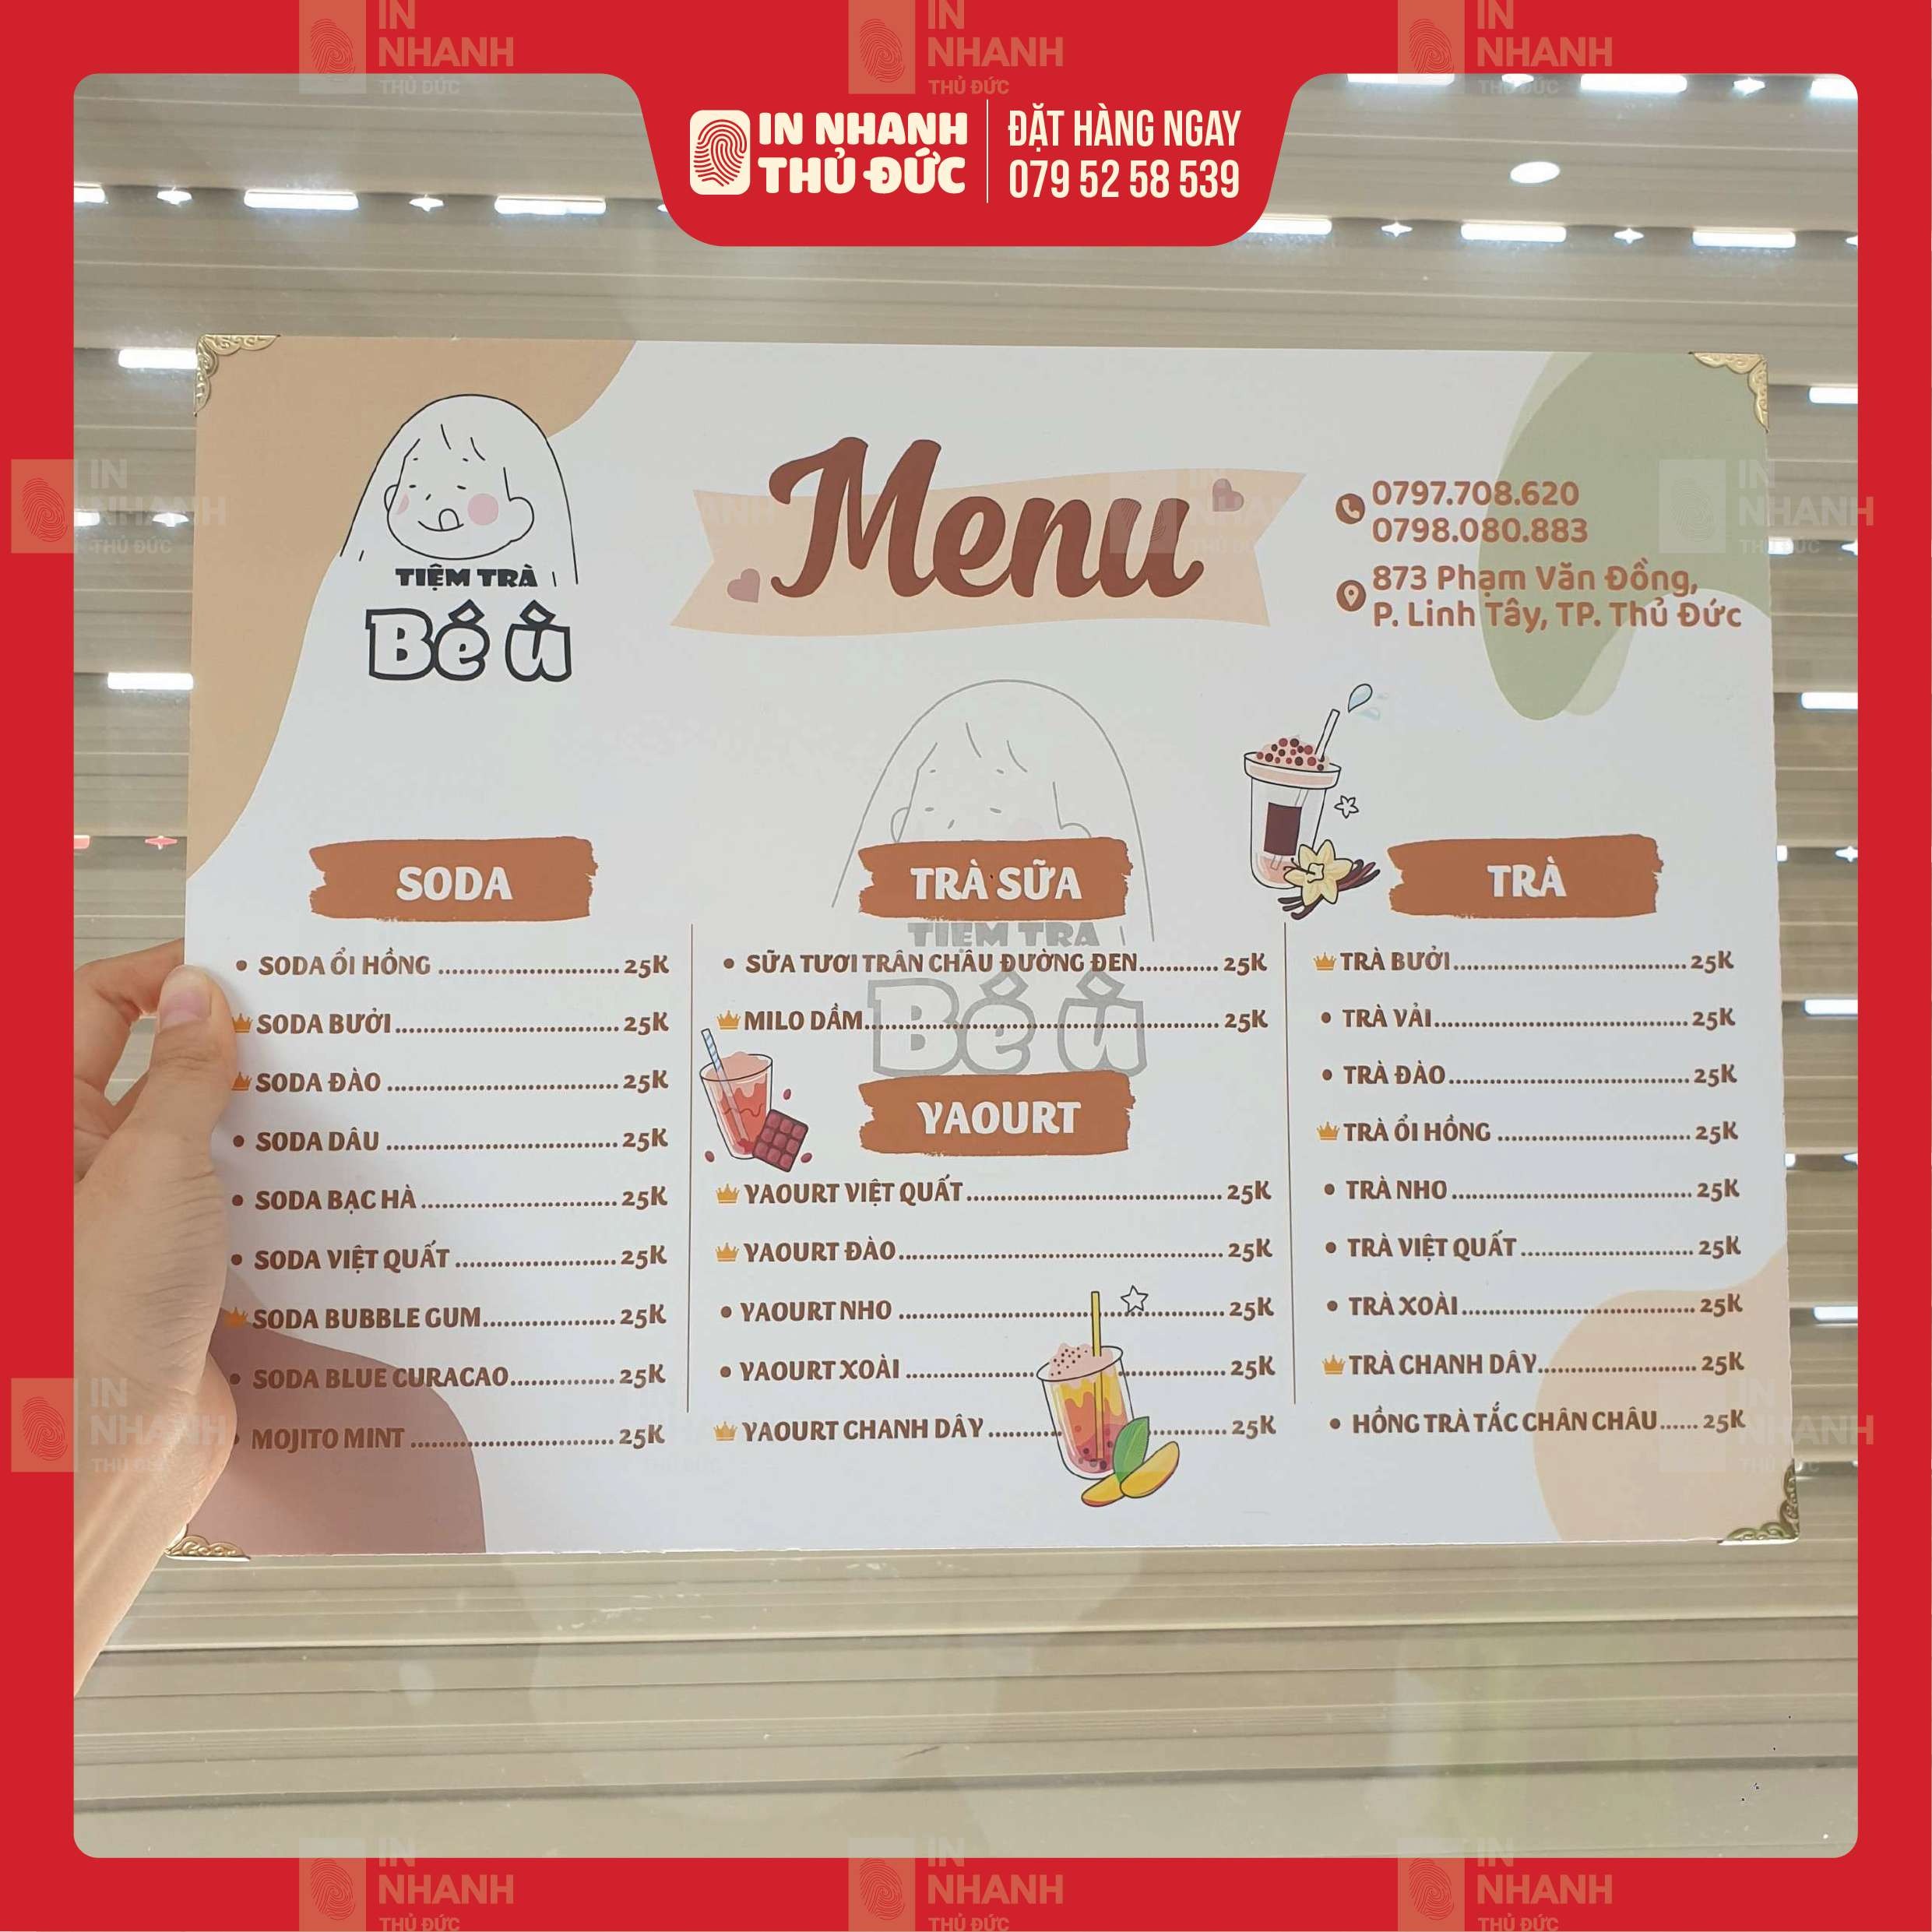 IN NHANH
THỦ ĐỨC
ĐẶT HÀNG NGAY
079 52 58 539
TIỆM TRÀ
Bê ủ
Menu
0797.708.620
0798.080.883
873 Phạm Văn Đồng,
P. Linh Tây, TP. Thủ Đức
SODA
SODA ỔI HỒNG 25K
SODA BƯỞI 25K
SODA ĐÀO 25K
SODA DÂU 25K
SODA BẠC HÀ 25K
SODA VIỆT QUẤT 25K
SODA BUBBLE GUM 25K
SODA BLUE CURACAO 25K
MOJITO MINT 25K
TRÀ SỮA
TIỆM TRÀ
SỮA TƯƠI TRÂN CHÂU ĐƯỜNG ĐEN 25K
Bê ủ
MILO DẦM 25K
YAOURT
YAOURT VIỆT QUẤT 25K
YAOURT ĐÀO 25K
YAOURT NHO 25K
YAOURT XOÀI 25K
YAOURT CHANH DÂY 25K
TRÀ
TRÀ BƯỞI 25K
TRÀ VẢI 25K
TRÀ ĐÀO 25K
TRÀ ỔI HỒNG 25K
TRÀ NHO 25K
TRÀ VIỆT QUẤT 25K
TRÀ XOÀI 25K
TRÀ CHANH DÂY 25K
HỒNG TRÀ TẮC CHÂN CHÂU 25K